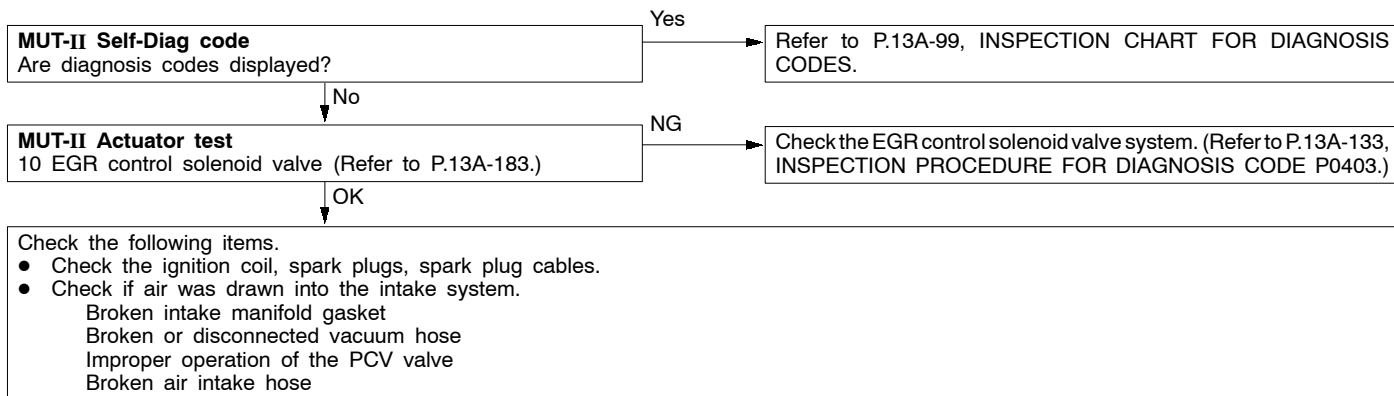 Yes
MUT-II Self-Diag code
Are diagnosis codes displayed?
Refer to P.13A-99, INSPECTION CHART FOR DIAGNOSIS
CODES.
No
MUT-II Actuator test
10 EGR control solenoid valve (Refer to P.13A-183.)
NG
Check the EGR control solenoid valve system. (Refer to P.13A-133,
INSPECTION PROCEDURE FOR DIAGNOSIS CODE P0403.)
OK
Check the following items.
● Check the ignition coil, spark plugs, spark plug cables.
● Check if air was drawn into the intake system.
Broken intake manifold gasket
Broken or disconnected vacuum hose
Improper operation of the PCV valve
Broken air intake hose